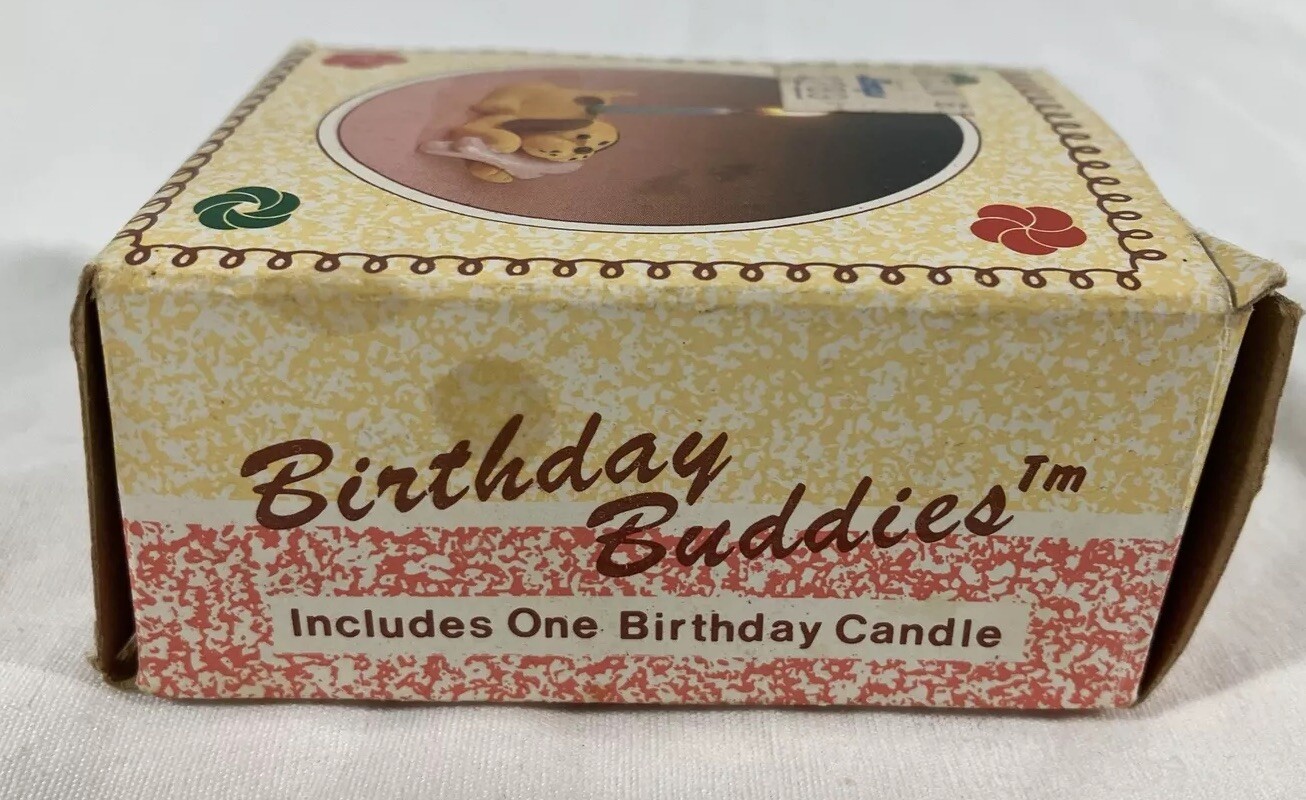 Birthday
Buddies™
Includes One Birthday Candle